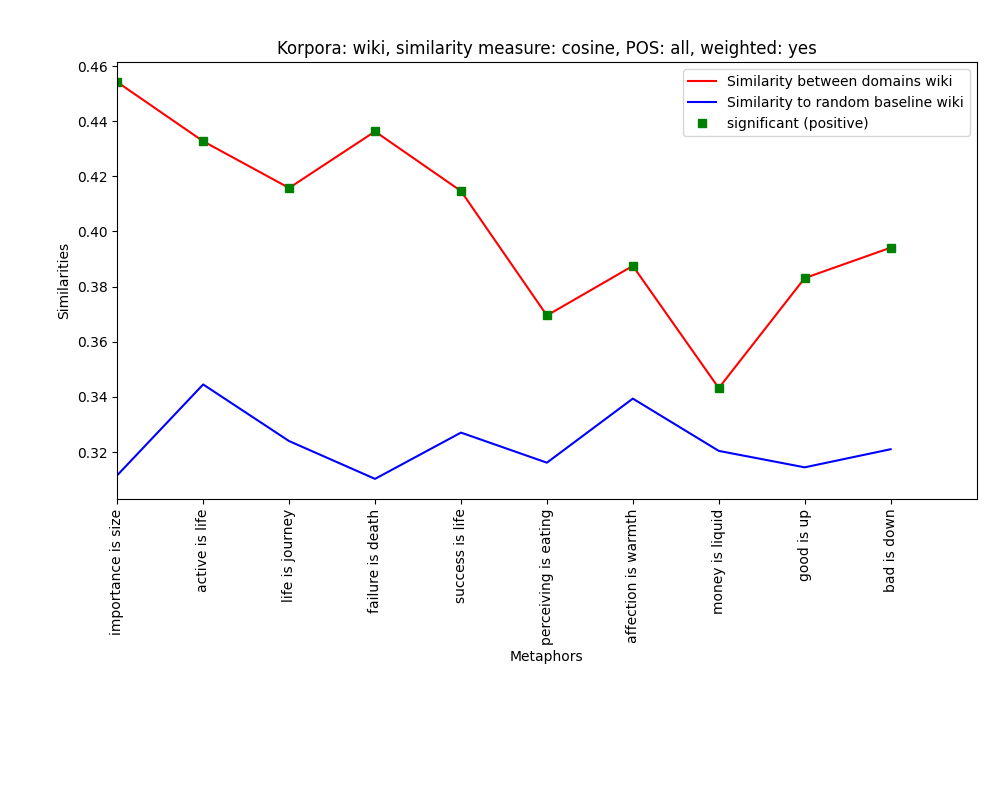 Korpora: wiki, similarity measure: cosine, POS: all, weighted: yes
Similarity between domains wiki
Similarity to random baseline wiki
significant (positive)
Similarities
0.46
0.44
0.42
0.40
0.38
0.36
0.34
0.32
importance is size
active is life
life is journey
failure is death
success is life
perceiving is eating
affection is warmth
money is liquid
good is up
bad is down
Metaphors